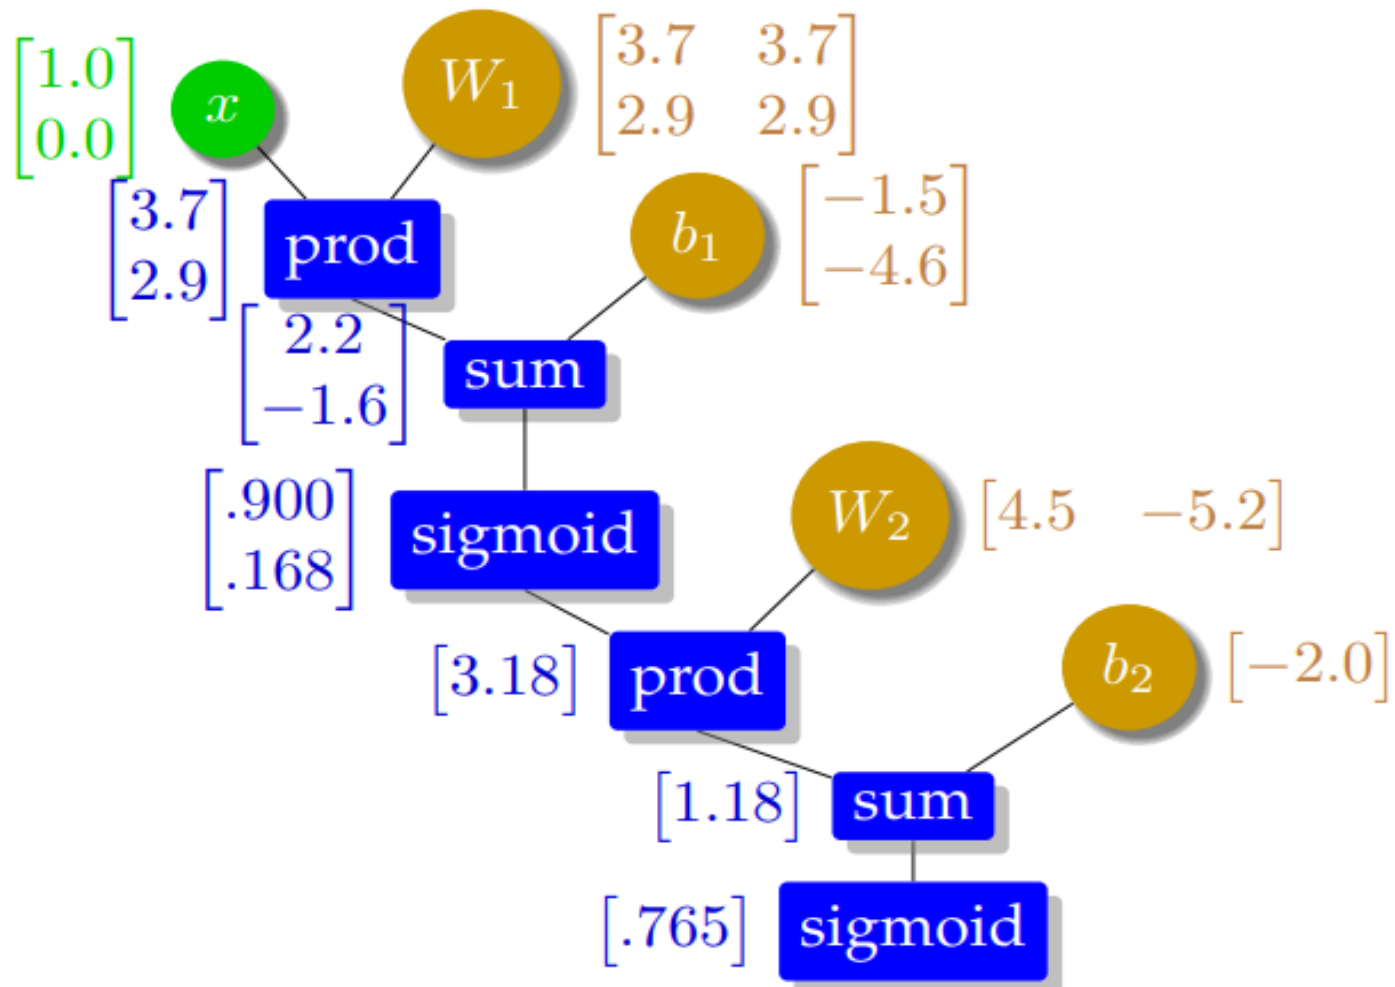 [1.0 0.0] x W₁ [3.7 3.7 2.9 2.9]
[3.7 2.9] prod b₁ [−1.5 −4.6]
[2.2 −1.6] sum
[.900 .168] sigmoid W₂ [4.5 −5.2]
[3.18] prod b₂ [−2.0]
[1.18] sum
[.765] sigmoid